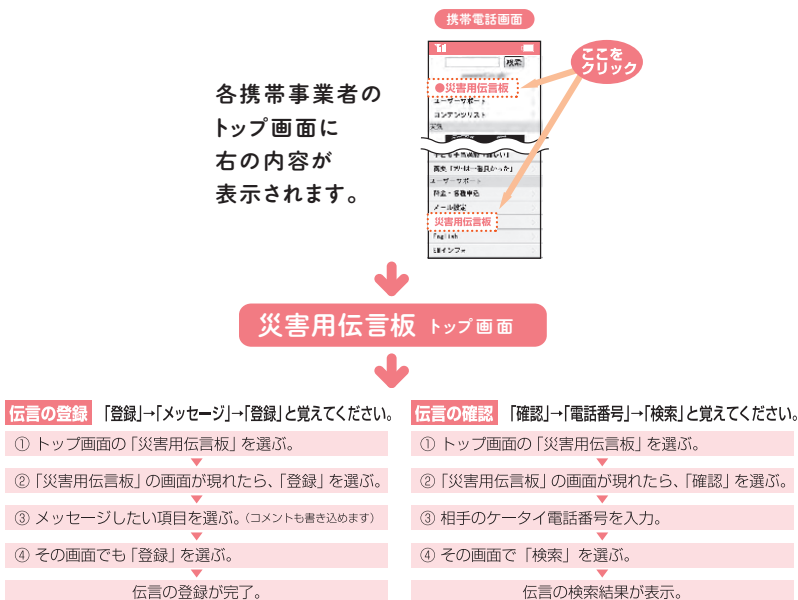 携帯電話画面
検索
ここを
クリック
●災害用伝言板
ユーザーサポート
コンテンツリスト
各携帯事業者の
トップ画面に
右の内容が
表示されます。
ユーザーサポート
料金・各種申込
メール設定
災害用伝言板
English
災害用伝言板 トップ画面
伝言の登録 「登録」→「メッセージ」→「登録」と覚えてください。
① トップ画面の「災害用伝言板」を選ぶ。
②「災害用伝言板」の画面が現れたら、「登録」を選ぶ。
③ メッセージしたい項目を選ぶ。(コメントも書き込めます)
④ その画面でも「登録」を選ぶ。
伝言の登録が完了。
伝言の確認 「確認」→「電話番号」→「検索」と覚えてください。
① トップ画面の「災害用伝言板」を選ぶ。
②「災害用伝言板」の画面が現れたら、「確認」を選ぶ。
③ 相手のケータイ電話番号を入力。
④ その画面で「検索」を選ぶ。
伝言の検索結果が表示。